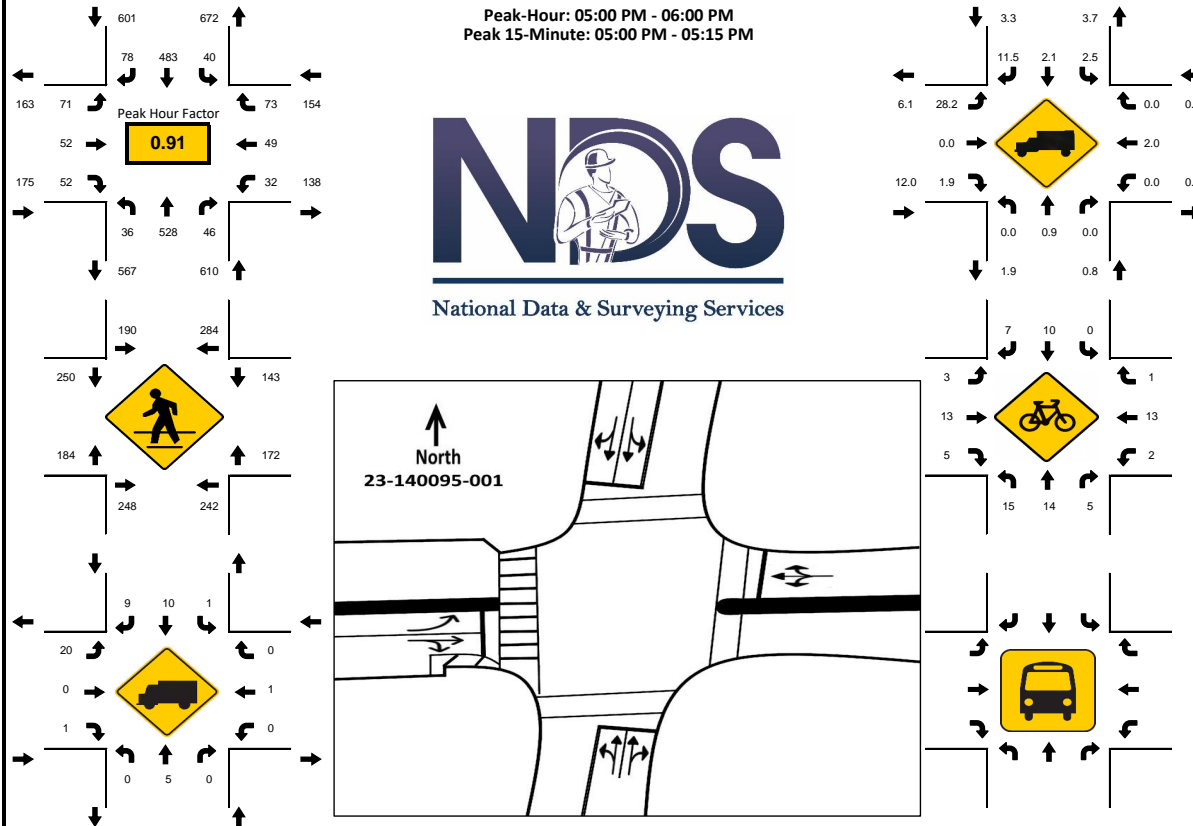 Peak-Hour: 05:00 PM - 06:00 PM
Peak 15-Minute: 05:00 PM - 05:15 PM
601 672
78 483 40
163 71 73 154
Peak Hour Factor
52 0.91 49
175 52 32 138
36 528 46
567 610
3.3 3.7
11.5 2.1 2.5
6.1 28.2 0.0 0.
0.0 2.0
12.0 1.9 0.0 0.
0.0 0.9 0.0
1.9 0.8
NDS
National Data & Surveying Services
190 284
250 143
184 172
248 242
7 10 0
3 1
13 13
5 2
15 14 5
North
23-140095-001
9 10 1
20 0
0 1
1 0
0 5 0